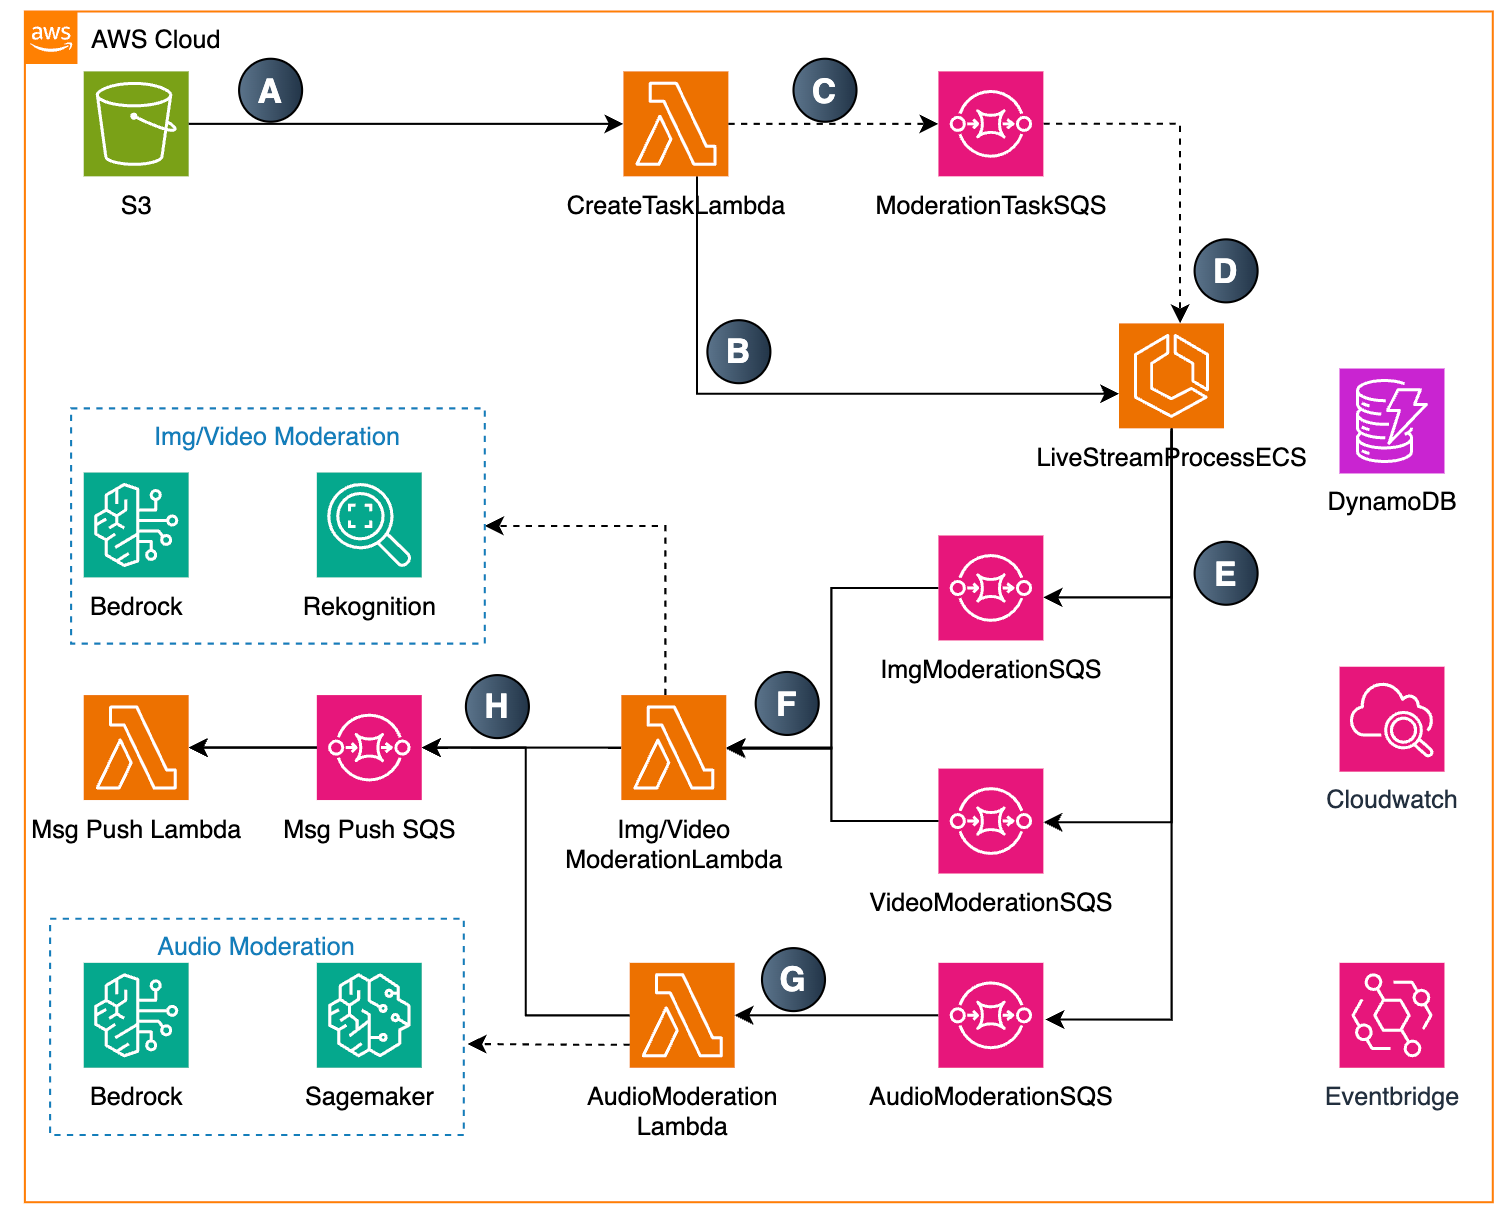 aws
AWS Cloud
A
C
S3
CreateTaskLambda
ModerationTaskSQS
D
B
Img/Video Moderation
LiveStreamProcessECS
DynamoDB
Bedrock
Rekognition
E
ImgModerationSQS
H
F
Cloudwatch
Msg Push Lambda
Msg Push SQS
Img/Video
ModerationLambda
VideoModerationSQS
Audio Moderation
G
Bedrock
Sagemaker
AudioModeration
Lambda
AudioModerationSQS
Eventbridge